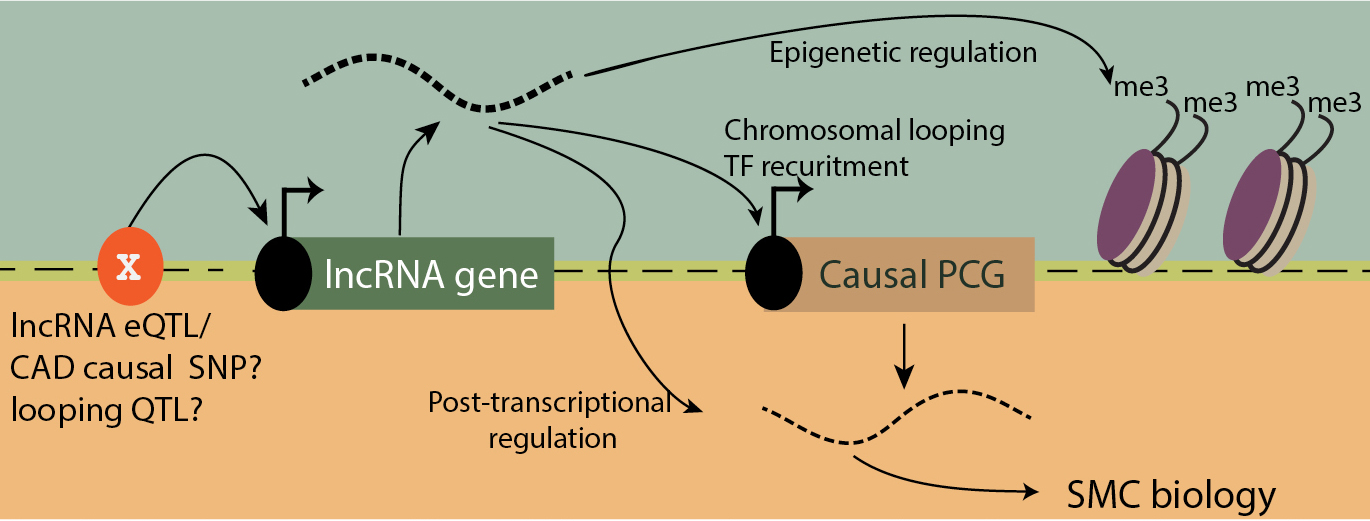 Epigenetic regulation
me3
me3
me3
me3
Chromosomal looping
TF recuritment
X
lncRNA gene
Causal PCG
lncRNA eQTL/
CAD causal SNP?
looping QTL?
Post-transcriptional
regulation
SMC biology